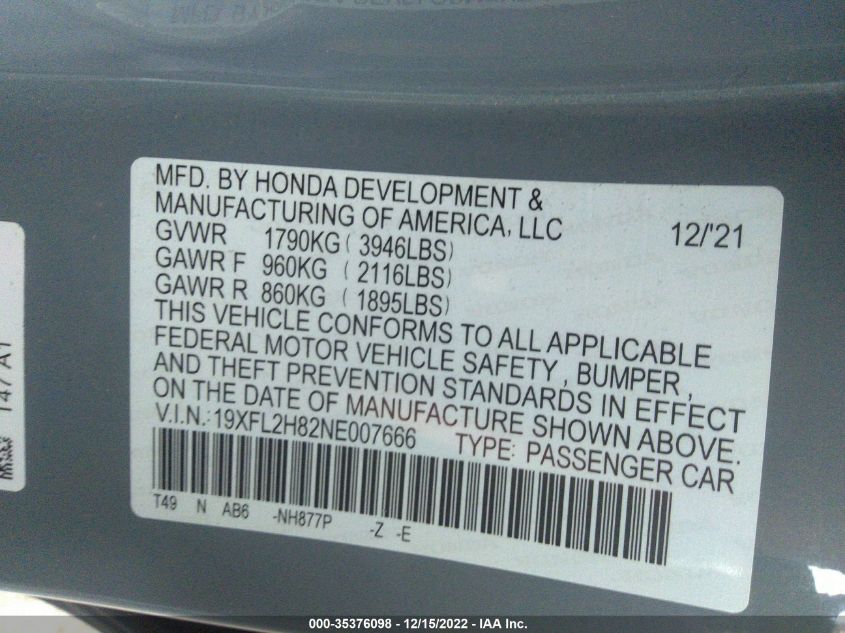 MFD. BY HONDA DEVELOPMENT &
MANUFACTURING OF AMERICA, LLC 12/'21
GVWR 1790KG ( 3946LBS)
GAWR F 960KG ( 2116LBS)
GAWR R 860KG ( 1895LBS)
THIS VEHICLE CONFORMS TO ALL APPLICABLE
FEDERAL MOTOR VEHICLE SAFETY, BUMPER,
AND THEFT PREVENTION STANDARDS IN EFFECT
ON THE DATE OF MANUFACTURE SHOWN ABOVE.
V.I.N.:19XFL2H82NE007666 TYPE: PASSENGER CAR
T49 N AB6 -NH877P -Z -E
147 A1
000-35376098 - 12/15/2022 - IAA Inc.